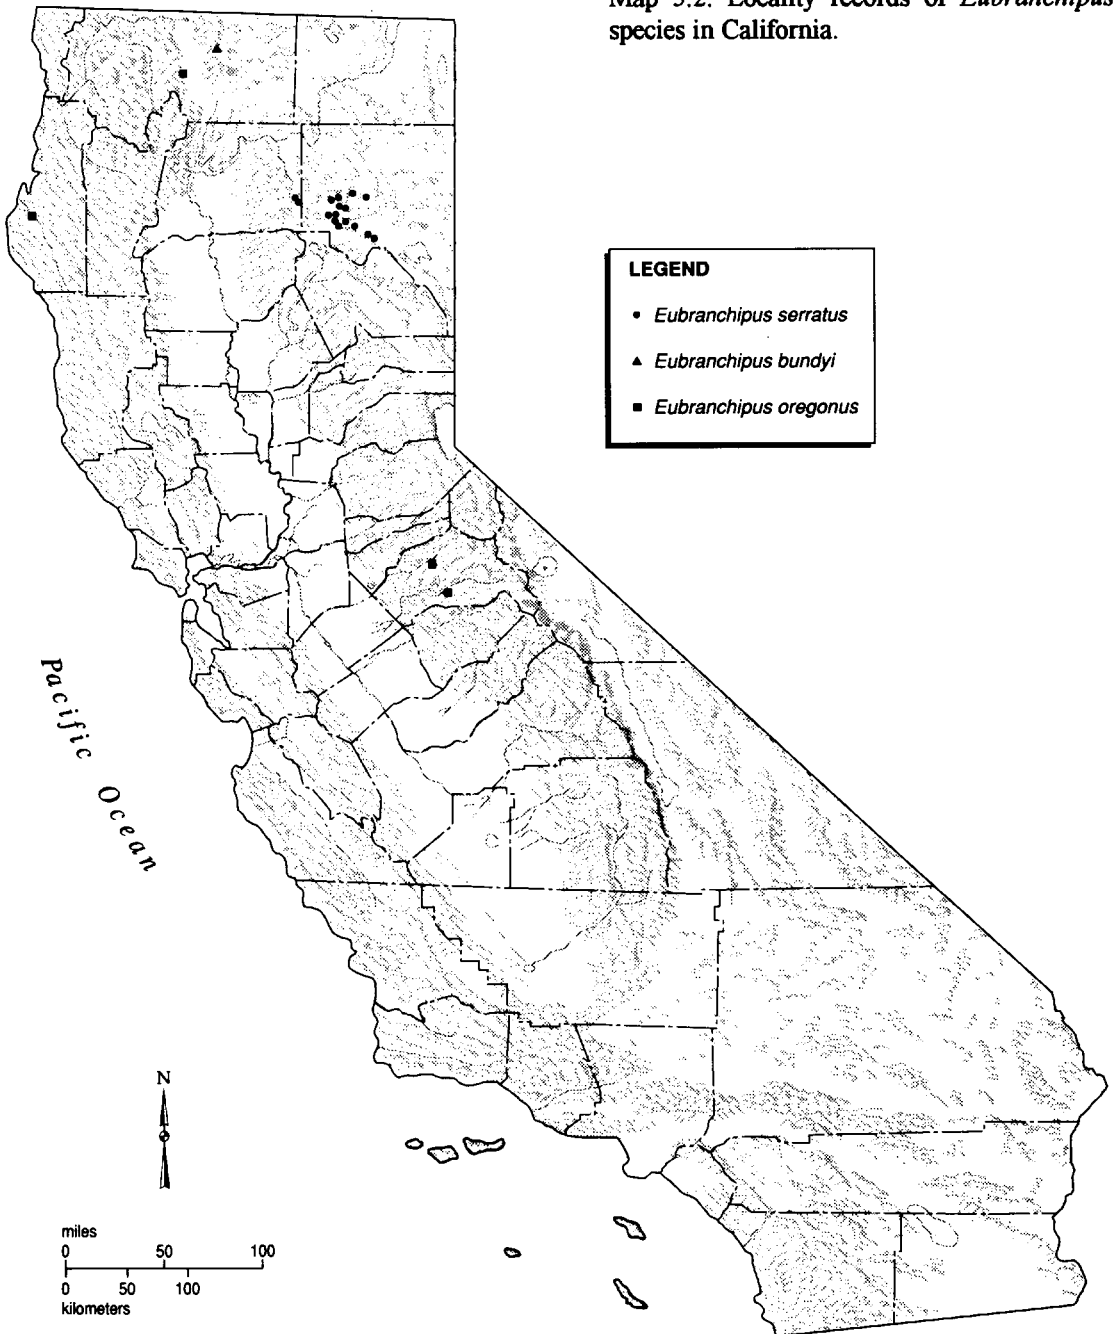 Map 3.2. Locality records of Eubranchipus
species in California.
LEGEND
Eubranchipus serratus
Eubranchipus bundyi
Eubranchipus oregonus
Pacific Ocean
N
miles
0 50 100
0 50 100
kilometers